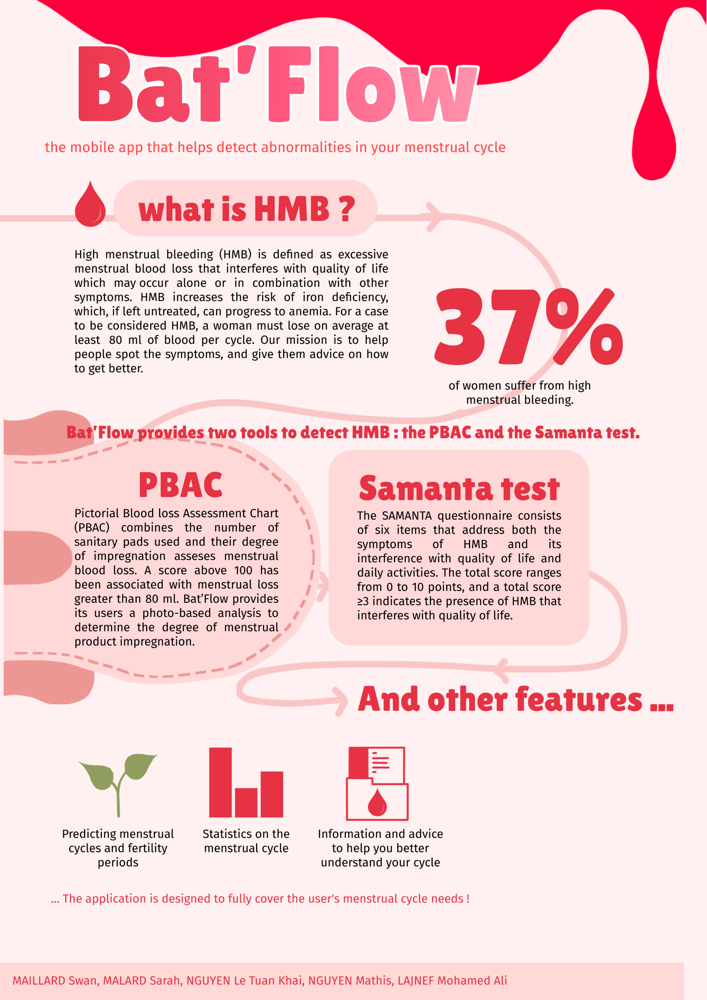 Bat'Flow
the mobile app that helps detect abnormalities in your menstrual cycle
what is HMB ?
High menstrual bleeding (HMB) is defined as excessive
menstrual blood loss that interferes with quality of life
which may occur alone or in combination with other
symptoms. HMB increases the risk of iron deficiency,
which, if left untreated, can progress to anemia. For a case
to be considered HMB, a woman must lose on average at
least 80 ml of blood per cycle. Our mission is to help
people spot the symptoms, and give them advice on how
to get better.
37%
of women suffer from high
menstrual bleeding.
Bat'Flow provides two tools to detect HMB : the PBAC and the Samanta test.
PBAC
Pictorial Blood loss Assessment Chart
(PBAC) combines the number of
sanitary pads used and their degree
of impregnation asseses menstrual
blood loss. A score above 100 has
been associated with menstrual loss
greater than 80 ml. Bat'Flow provides
its users a photo-based analysis to
determine the degree of menstrual
product impregnation.
Samanta test
The SAMANTA questionnaire consists
of six items that address both the
symptoms of HMB and its
interference with quality of life and
daily activities. The total score ranges
from 0 to 10 points, and a total score
≥3 indicates the presence of HMB that
interferes with quality of life.
And other features ...
Predicting menstrual
cycles and fertility
periods
Statistics on the
menstrual cycle
Information and advice
to help you better
understand your cycle
... The application is designed to fully cover the user's menstrual cycle needs !
MAILLARD Swan, MALARD Sarah, NGUYEN Le Tuan Khai, NGUYEN Mathis, LAJNEF Mohamed Ali